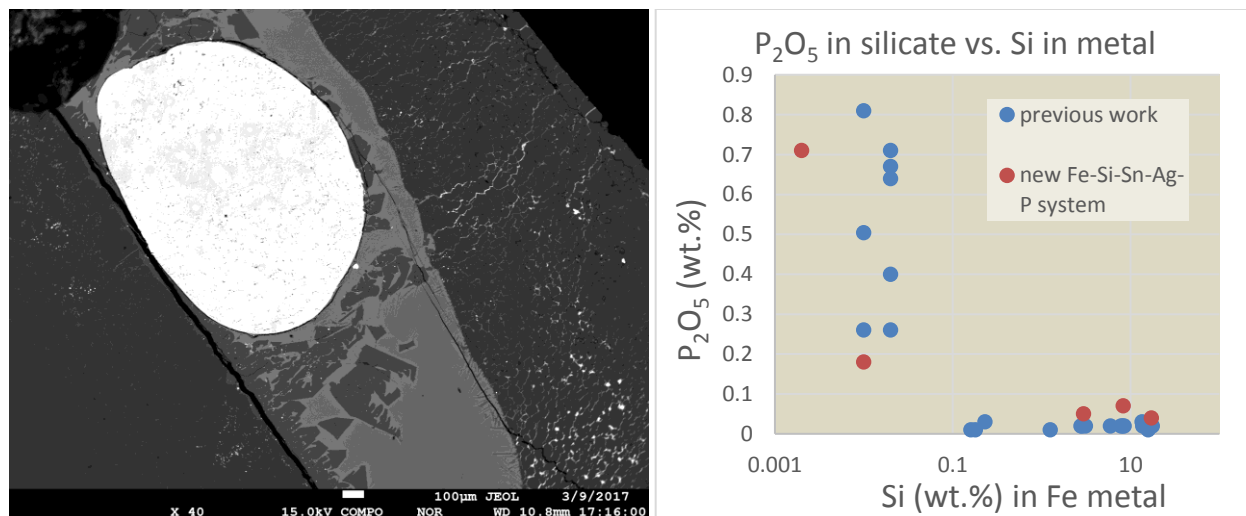 100µm JEOL 3/9/2017
X 40 15.0kV COMPO NOR WD 10.8mm 17:16:00
P₂O₅ in silicate vs. Si in metal
0.9
0.8
0.7
0.6
0.5
0.4
0.3
0.2
0.1
0
P₂O₅ (wt.%)
previous work
new Fe-Si-Sn-Ag-
P system
0.001 0.1 10
Si (wt.%) in Fe metal